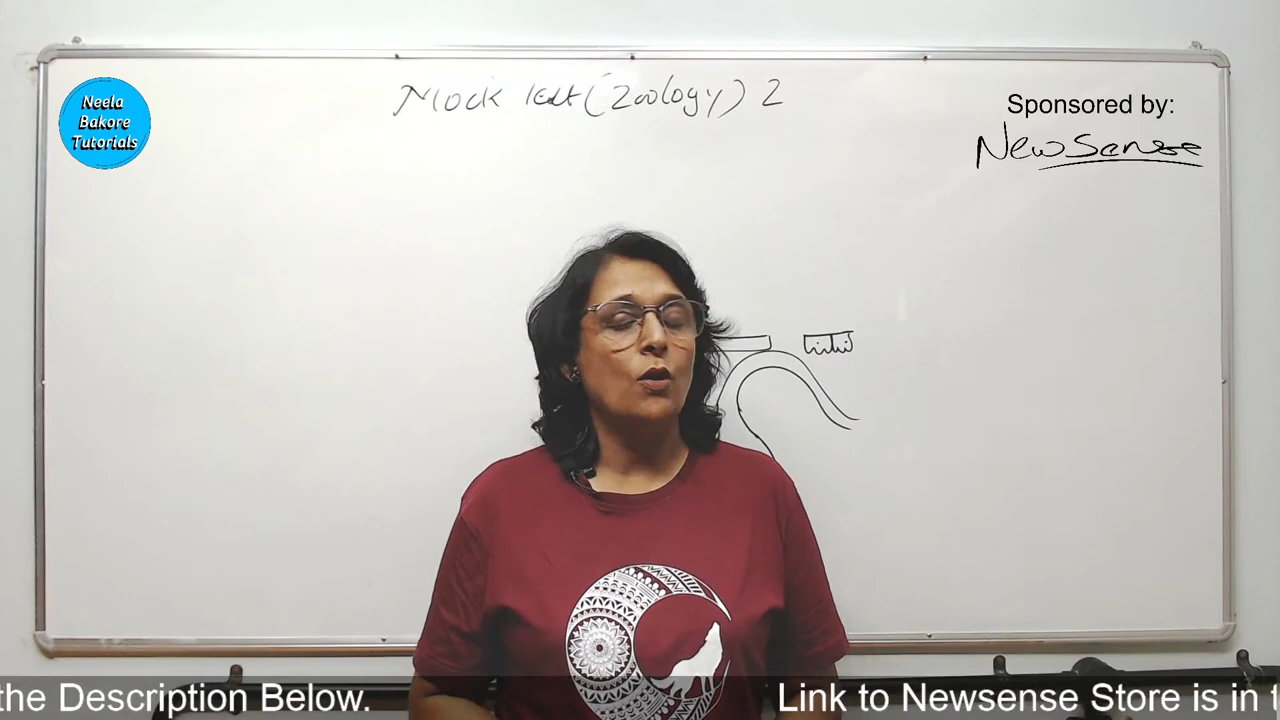 Mock test (Zoology) 2
Neela
Bakore
Tutorials
Sponsored by:
NewSense
the Description Below.
Link to Newsense Store is in t